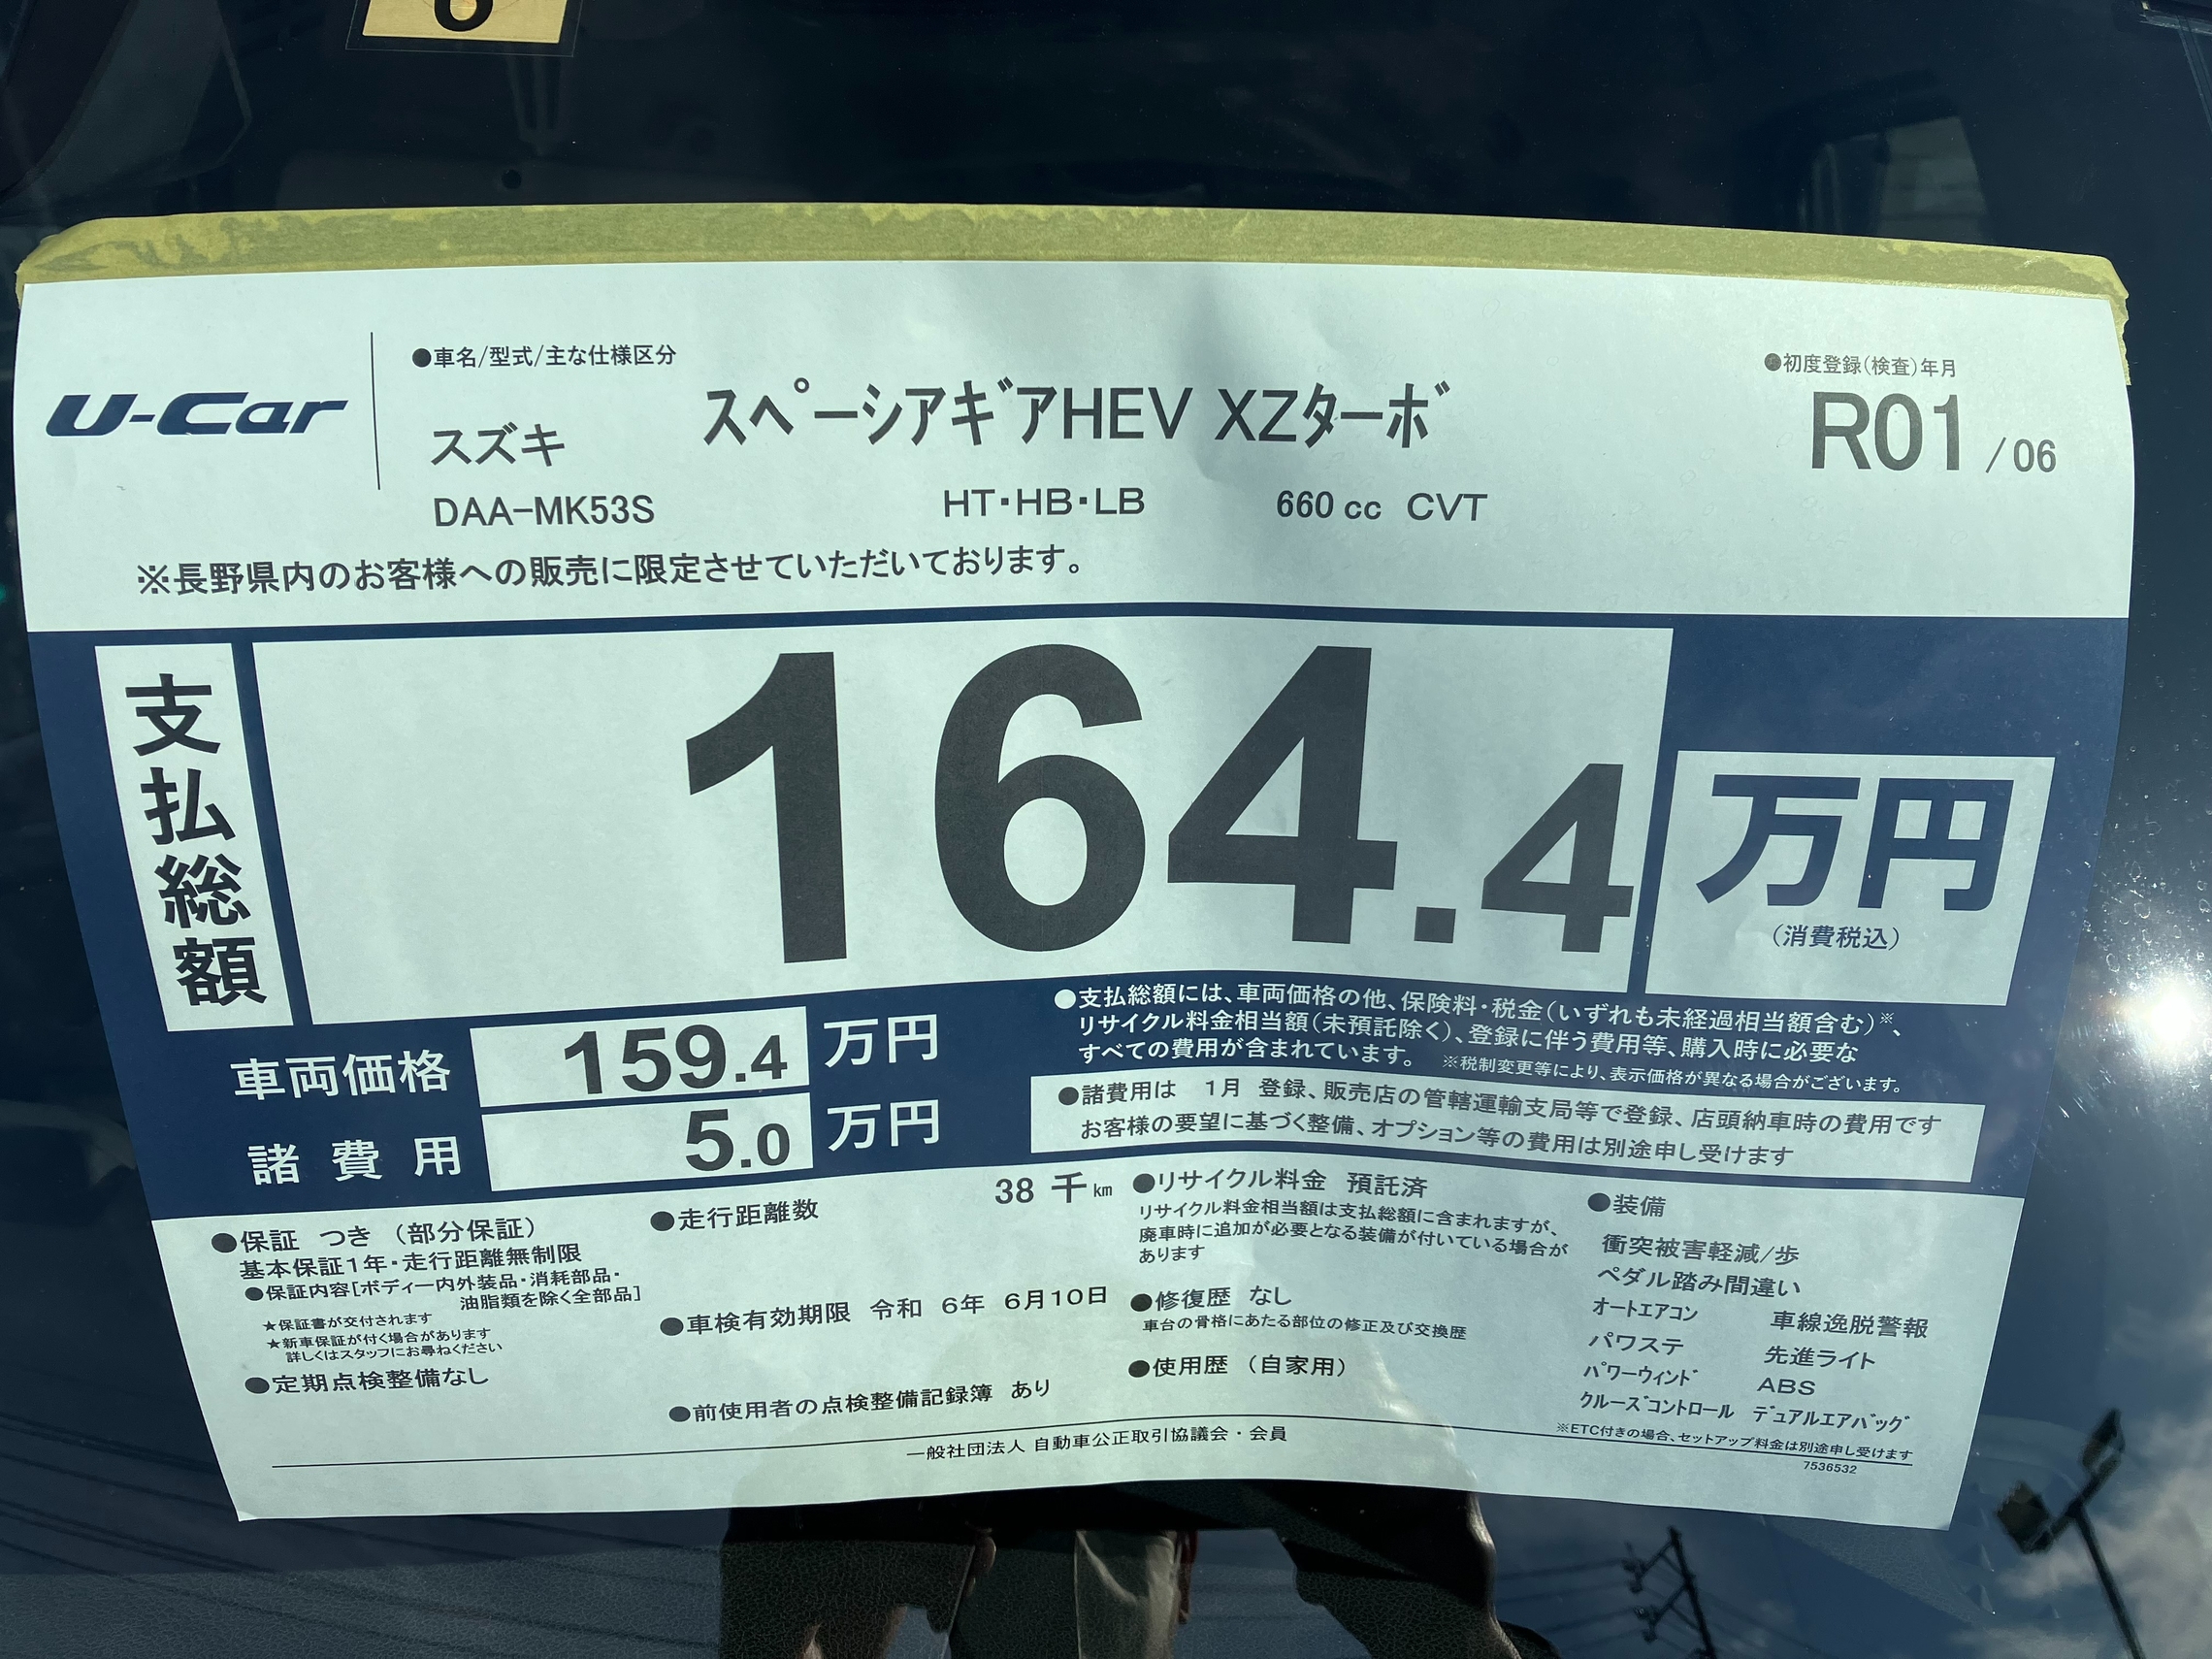 6
U-Car
●車名/型式/主な仕様区分
スズキ
ｽﾍﾟｰｼｱｷﾞｱHEV XZﾀｰﾎﾞ
●初度登録(検査)年月
R01/06
DAA-MK53S HT・HB・LB 660cc CVT
※長野県内のお客様への販売に限定させていただいております。
支払総額
164.4
万円
(消費税込)
車両価格 159.4 万円
諸費用 5.0 万円
●支払総額には、車両価格の他、保険料・税金(いずれも未経過相当額含む)※、
リサイクル料金相当額(未預託除く)、登録に伴う費用等、購入時に必要な
すべての費用が含まれています。 ※税制変更等により、表示価格が異なる場合がございます。
●諸費用は 1月 登録、販売店の管轄運輸支局等で登録、店頭納車時の費用です
お客様の要望に基づく整備、オプション等の費用は別途申し受けます
●保証 つき (部分保証)
基本保証1年・走行距離無制限
●保証内容[ボディー内外装品・消耗部品・
油脂類を除く全部品]
★保証書が交付されます
★新車保証が付く場合があります
詳しくはスタッフにお尋ねください
●定期点検整備なし
●走行距離数 38 千km
●車検有効期限 令和 6年 6月10日
●前使用者の点検整備記録簿 あり
●リサイクル料金 預託済
リサイクル料金相当額は支払総額に含まれますが、
廃車時に追加が必要となる装備が付いている場合が
あります
●修復歴 なし
車台の骨格にあたる部位の修正及び交換歴
●使用歴 (自家用)
●装備
衝突被害軽減/歩
ペダル踏み間違い
オートエアコン 車線逸脱警報
パワステ 先進ライト
ﾊﾟﾜｰｳｨﾝﾄﾞ ABS
ｸﾙｰｽﾞｺﾝﾄﾛｰﾙ ﾃﾞｭｱﾙｴｱﾊﾞｯｸﾞ
※ETC付きの場合、セットアップ料金は別途申し受けます
7536532
一般社団法人 自動車公正取引協議会・会員